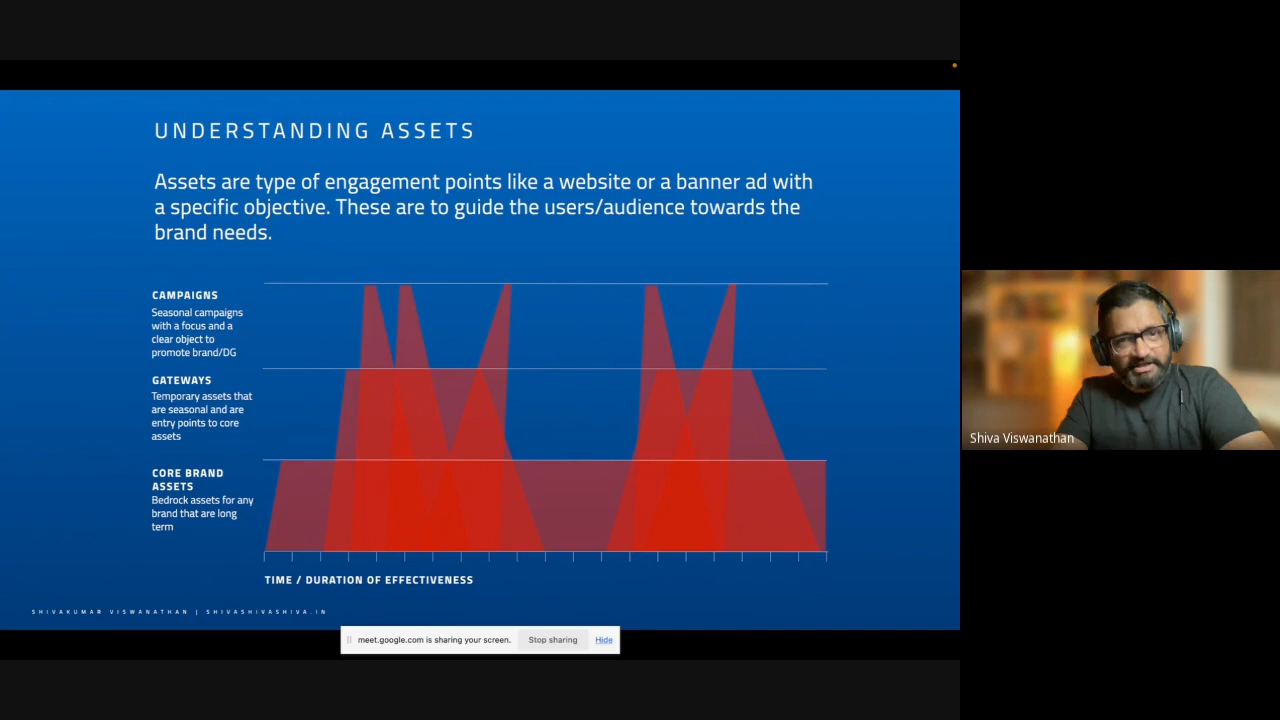 UNDERSTANDING ASSETS
Assets are type of engagement points like a website or a banner ad with
a specific objective. These are to guide the users/audience towards the
brand needs.
CAMPAIGNS
Seasonal campaigns
with a focus and a
clear object to
promote brand/DG
GATEWAYS
Temporary assets that
are seasonal and are
entry points to core
assets
CORE BRAND
ASSETS
Bedrock assets for any
brand that are long
term
TIME / DURATION OF EFFECTIVENESS
SHIVAKUMAR VISWANATHAN | SHIVASHIVASHIVA.IN
meet.google.com is sharing your screen. Stop sharing Hide
Shiva Viswanathan